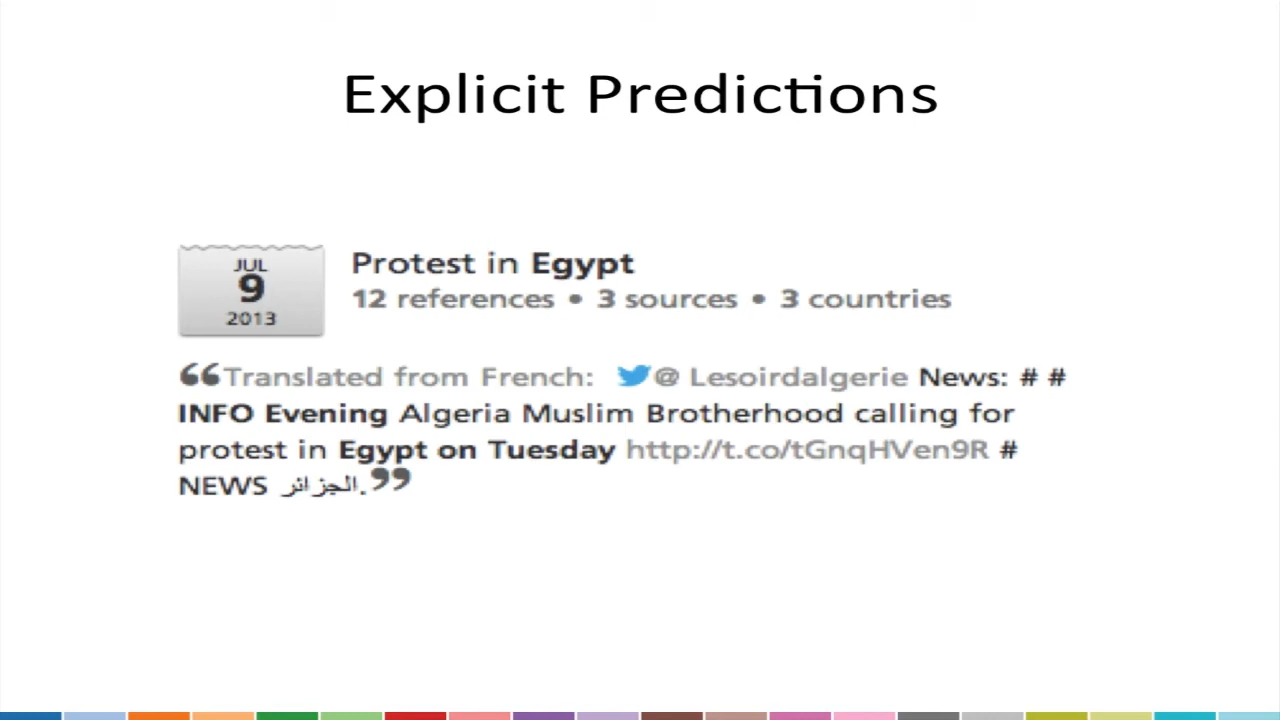 Explicit Predictions
JUL
9
2013
Protest in Egypt
12 references • 3 sources • 3 countries
“Translated from French: @ Lesoirdalgerie News: # #
INFO Evening Algeria Muslim Brotherhood calling for
protest in Egypt on Tuesday http://t.co/tGnqHVen9R #
NEWS الجزائر.”